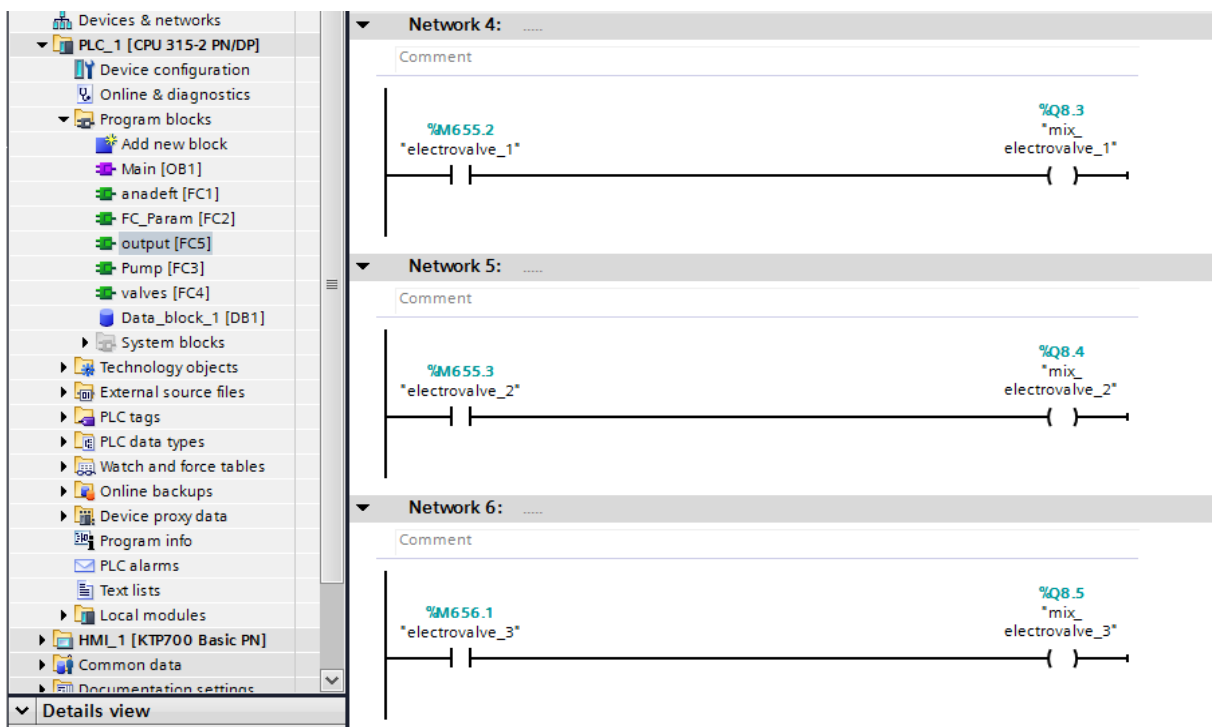 Devices & networks
PLC_1 [CPU 315-2 PN/DP]
Device configuration
Online & diagnostics
Program blocks
Add new block
Main [OB1]
anadeft [FC1]
FC_Param [FC2]
output [FC5]
Pump [FC3]
valves [FC4]
Data_block_1 [DB1]
System blocks
Technology objects
External source files
PLC tags
PLC data types
Watch and force tables
Online backups
Device proxy data
Program info
PLC alarms
Text lists
Local modules
HMI_1 [KTP700 Basic PN]
Common data
Documentation settings
Details view
Network 4: .....
Comment
%M655.2
"electrovalve_1"
%Q8.3
"mix_
electrovalve_1"
Network 5: .....
Comment
%M655.3
"electrovalve_2"
%Q8.4
"mix_
electrovalve_2"
Network 6: .....
Comment
%M656.1
"electrovalve_3"
%Q8.5
"mix_
electrovalve_3"